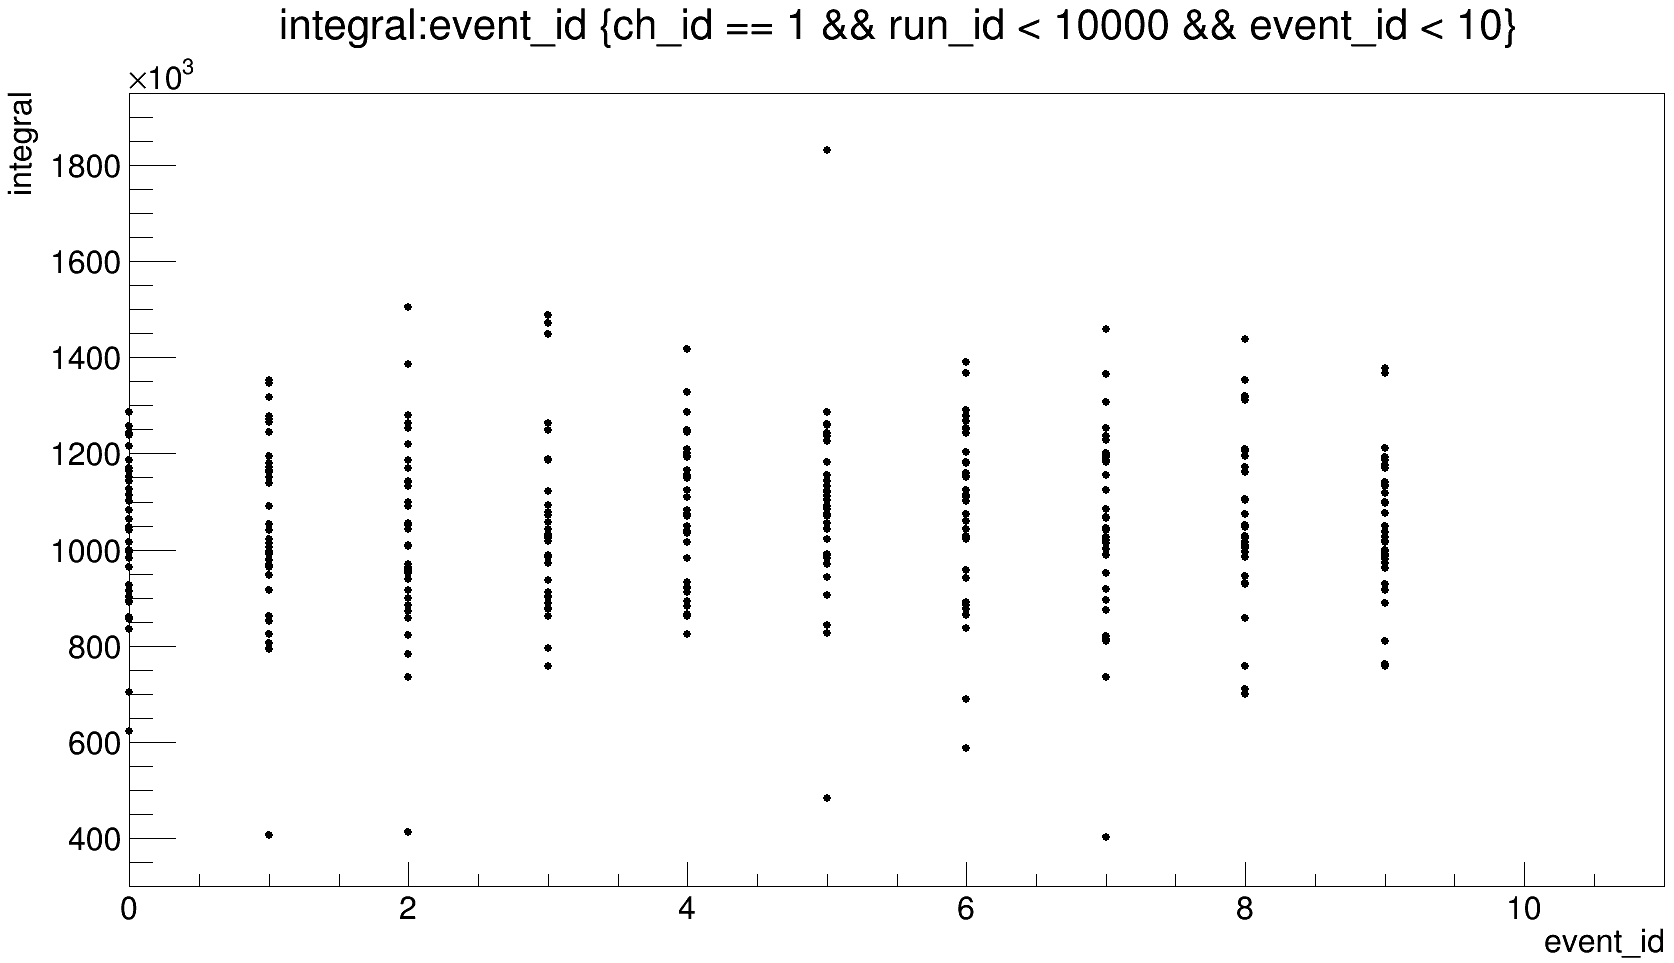 integral:event_id {ch_id == 1 && run_id < 10000 && event_id < 10}
×10³
integral
1800
1600
1400
1200
1000
800
600
400
0 2 4 6 8 10
event_id